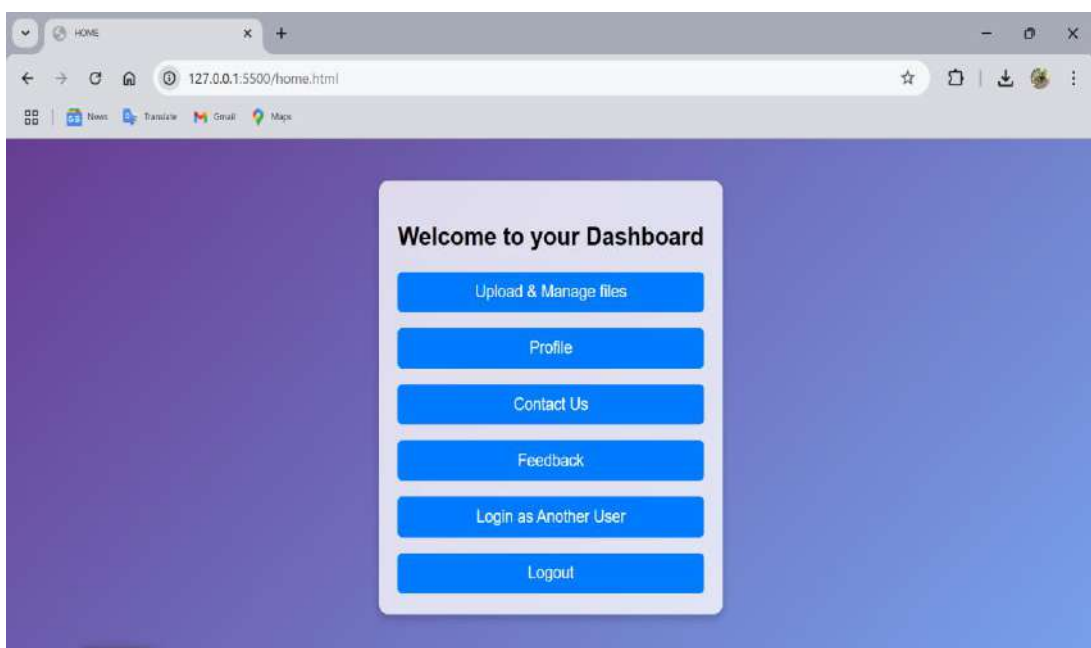 HOME
127.0.0.1:5500/home.html
News Translate Gmail Maps
Welcome to your Dashboard
Upload & Manage files
Profile
Contact Us
Feedback
Login as Another User
Logout